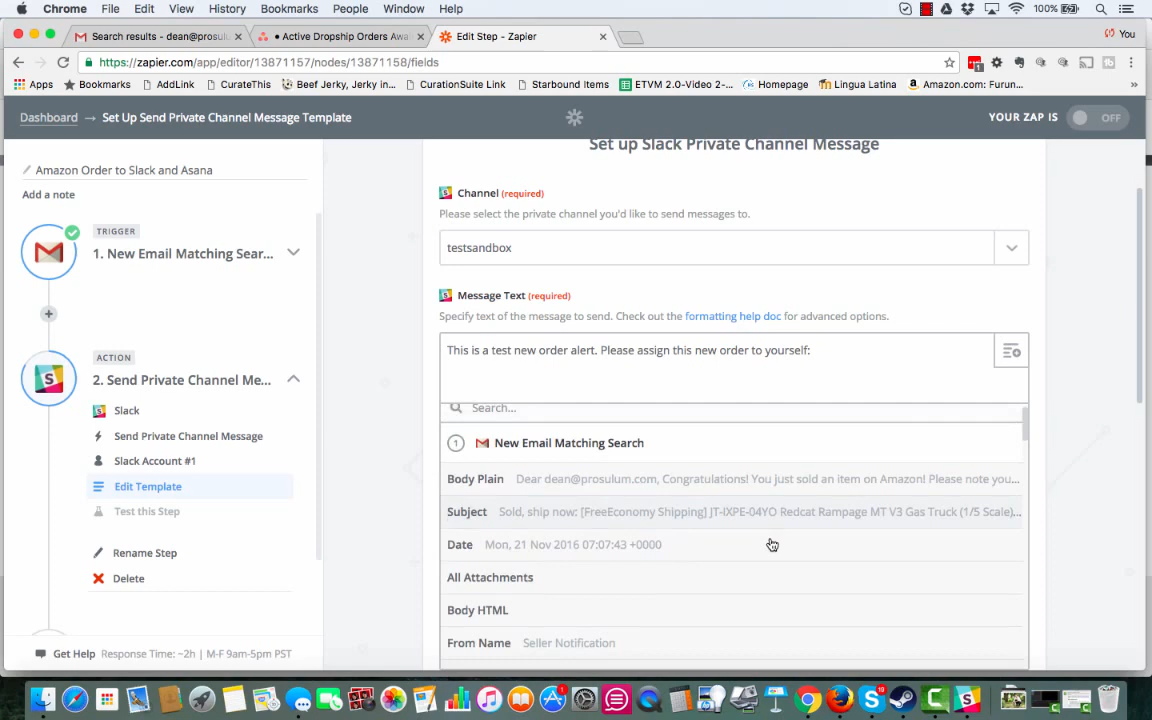 Chrome File Edit View History Bookmarks People Window Help 100%
Search results - dean@prosulu × • Active Dropship Orders Awa × Edit Step - Zapier × You
https://zapier.com/app/editor/13871157/nodes/13871158/fields
Apps Bookmarks AddLink CurateThis Beef Jerky, Jerky in... CurationSuite Link Starbound Items ETVM 2.0-Video 2-... Homepage Lingua Latina Amazon.com: Furun... »
Dashboard → Set Up Send Private Channel Message Template YOUR ZAP IS OFF
Amazon Order to Slack and Asana
Add a note
TRIGGER
1. New Email Matching Sear...
+
ACTION
2. Send Private Channel Me...
Slack
Send Private Channel Message
Slack Account #1
Edit Template
Test this Step
Rename Step
Delete
Get Help Response Time: ~2h | M-F 9am-5pm PST
Set up Slack Private Channel Message
Channel (required)
Please select the private channel you'd like to send messages to.
testsandbox
Message Text (required)
Specify text of the message to send. Check out the formatting help doc for advanced options.
This is a test new order alert. Please assign this new order to yourself:
Search...
1 New Email Matching Search
Body Plain Dear dean@prosulum.com, Congratulations! You just sold an item on Amazon! Please note you...
Subject Sold, ship now: [FreeEconomy Shipping] JT-IXPE-04YO Redcat Rampage MT V3 Gas Truck (1/5 Scale)...
Date Mon, 21 Nov 2016 07:07:43 +0000
All Attachments
Body HTML
From Name Seller Notification